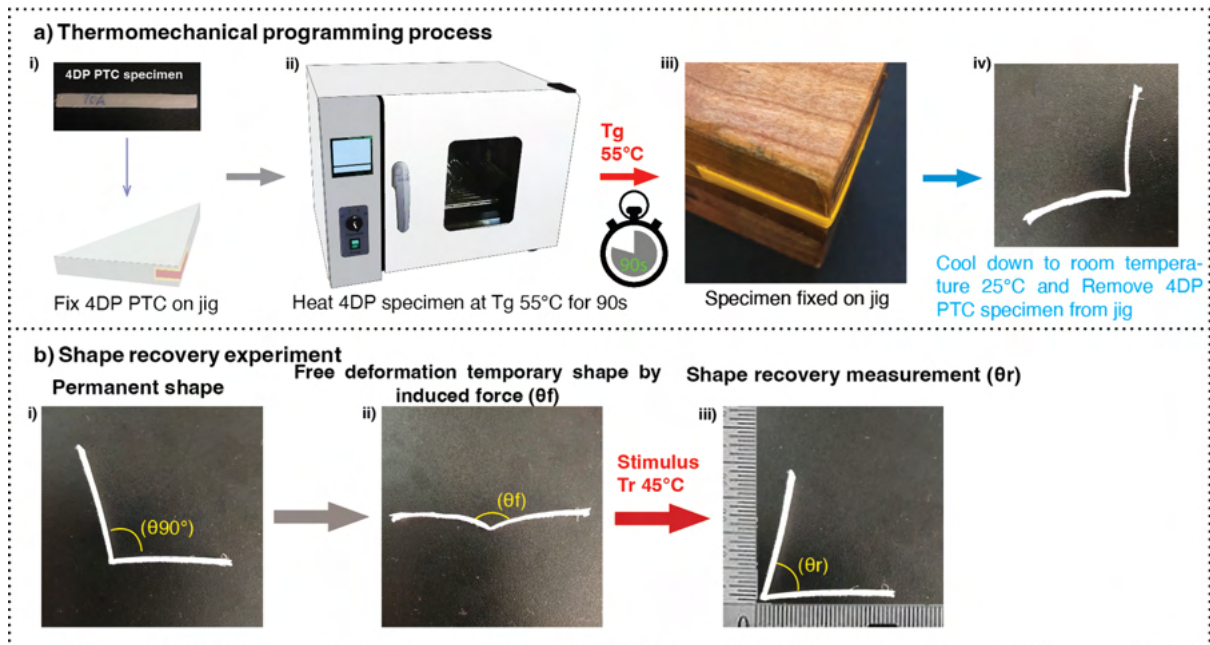 a) Thermomechanical programming process
i)
4DP PTC specimen
Fix 4DP PTC on jig
ii)
Heat 4DP specimen at Tg 55°C for 90s
Tg
55°C
90s
iii)
Specimen fixed on jig
iv)
Cool down to room tempera-
ture 25°C and Remove 4DP
PTC specimen from jig
b) Shape recovery experiment
Permanent shape
i)
(θ90°)
Free deformation temporary shape by
induced force (θf)
ii)
(θf)
Stimulus
Tr 45°C
Shape recovery measurement (θr)
iii)
(θr)